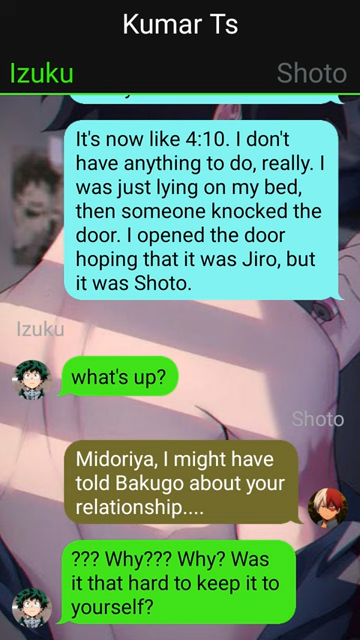 Kumar Ts
Izuku Shoto
It's now like 4:10. I don't
have anything to do, really. I
was just lying on my bed,
then someone knocked the
door. I opened the door
hoping that it was Jiro, but
it was Shoto.
Izuku
what's up?
Shoto
Midoriya, I might have
told Bakugo about your
relationship....
??? Why??? Why? Was
it that hard to keep it to
yourself?